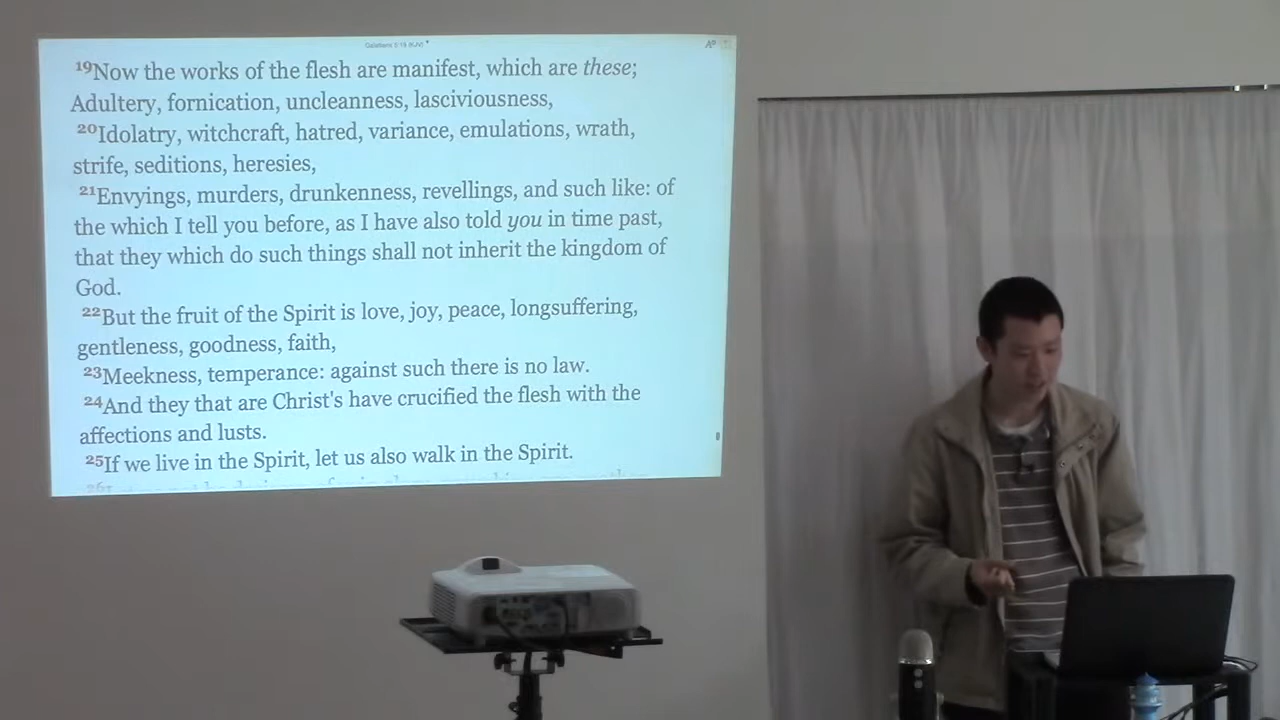 Galatians 5:19 (KJV)
19Now the works of the flesh are manifest, which are these;
Adultery, fornication, uncleanness, lasciviousness,
20Idolatry, witchcraft, hatred, variance, emulations, wrath,
strife, seditions, heresies,
21Envyings, murders, drunkenness, revellings, and such like: of
the which I tell you before, as I have also told you in time past,
that they which do such things shall not inherit the kingdom of
God.
22But the fruit of the Spirit is love, joy, peace, longsuffering,
gentleness, goodness, faith,
23Meekness, temperance: against such there is no law.
24And they that are Christ's have crucified the flesh with the
affections and lusts.
25If we live in the Spirit, let us also walk in the Spirit.